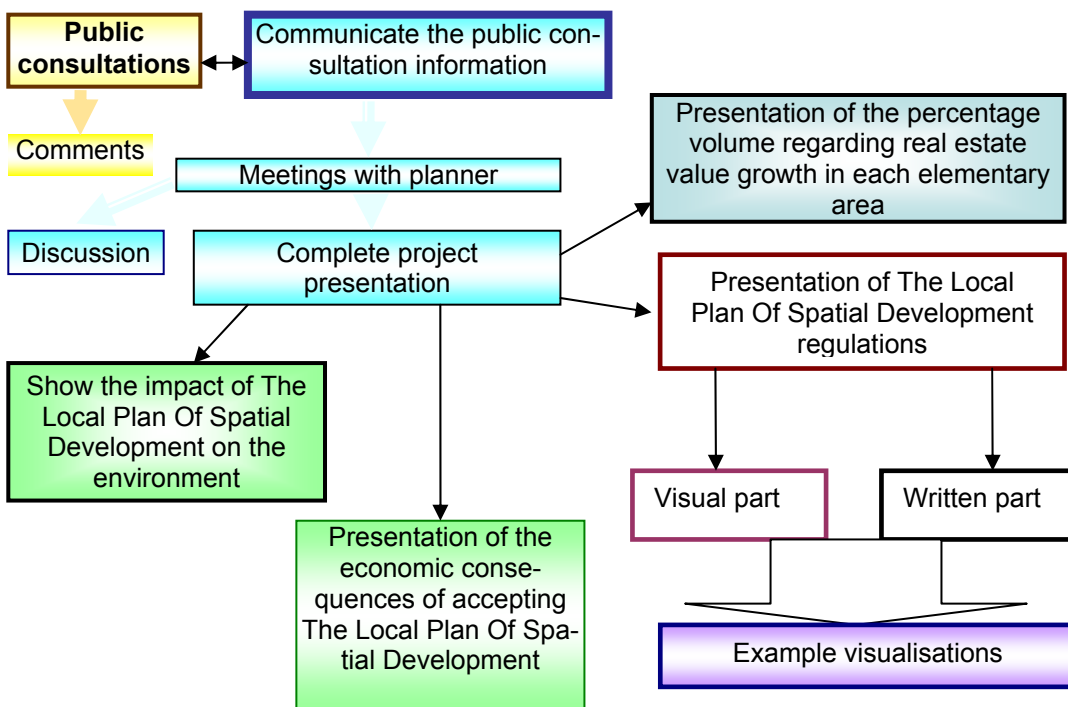 Public
consultations
Communicate the public con-
sultation information
Comments
Meetings with planner
Presentation of the percentage
volume regarding real estate
value growth in each elementary
area
Discussion
Complete project
presentation
Presentation of The Local
Plan Of Spatial Development
regulations
Show the impact of The
Local Plan Of Spatial
Development on the
environment
Visual part
Written part
Presentation of the
economic conse-
quences of accepting
The Local Plan Of Spa-
tial Development
Example visualisations